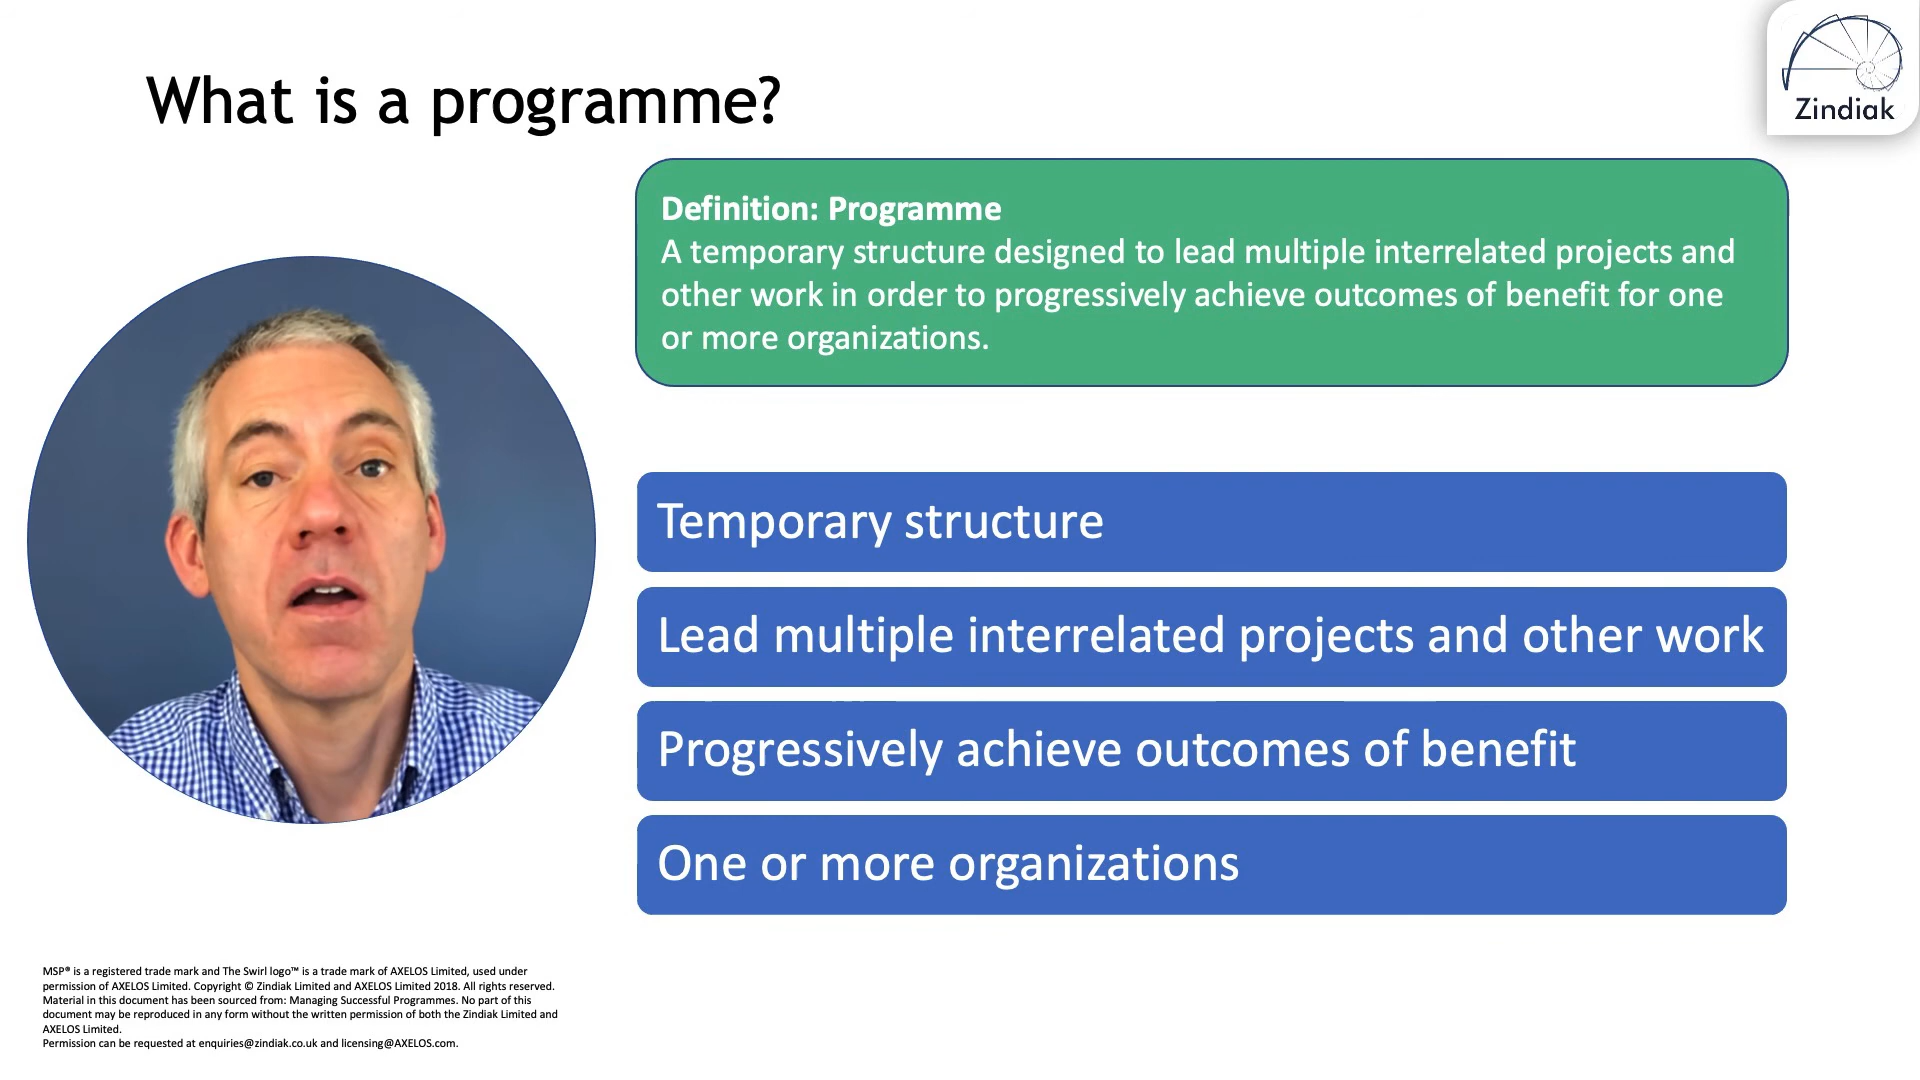 What is a programme?
Zindiak
Definition: Programme
A temporary structure designed to lead multiple interrelated projects and
other work in order to progressively achieve outcomes of benefit for one
or more organizations.
Temporary structure
Lead multiple interrelated projects and other work
Progressively achieve outcomes of benefit
One or more organizations
MSP® is a registered trade mark and The Swirl logo™ is a trade mark of AXELOS Limited, used under
permission of AXELOS Limited. Copyright © Zindiak Limited and AXELOS Limited 2018. All rights reserved.
Material in this document has been sourced from: Managing Successful Programmes. No part of this
document may be reproduced in any form without the written permission of both the Zindiak Limited and
AXELOS Limited.
Permission can be requested at enquiries@zindiak.co.uk and licensing@AXELOS.com.